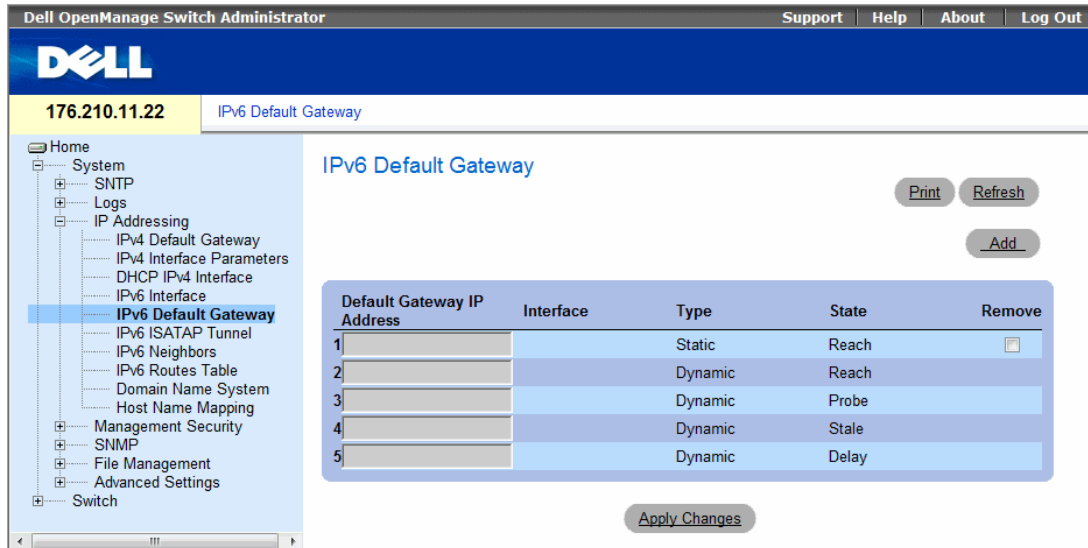 Dell OpenManage Switch Administrator
Support Help About Log Out
DELL
176.210.11.22
IPv6 Default Gateway
Home
System
SNTP
Logs
IP Addressing
IPv4 Default Gateway
IPv4 Interface Parameters
DHCP IPv4 Interface
IPv6 Interface
IPv6 Default Gateway
IPv6 ISATAP Tunnel
IPv6 Neighbors
IPv6 Routes Table
Domain Name System
Host Name Mapping
Management Security
SNMP
File Management
Advanced Settings
Switch
IPv6 Default Gateway
Print Refresh
Add
Default Gateway IP Address Interface Type State Remove
1 Static Reach
2 Dynamic Reach
3 Dynamic Probe
4 Dynamic Stale
5 Dynamic Delay
Apply Changes